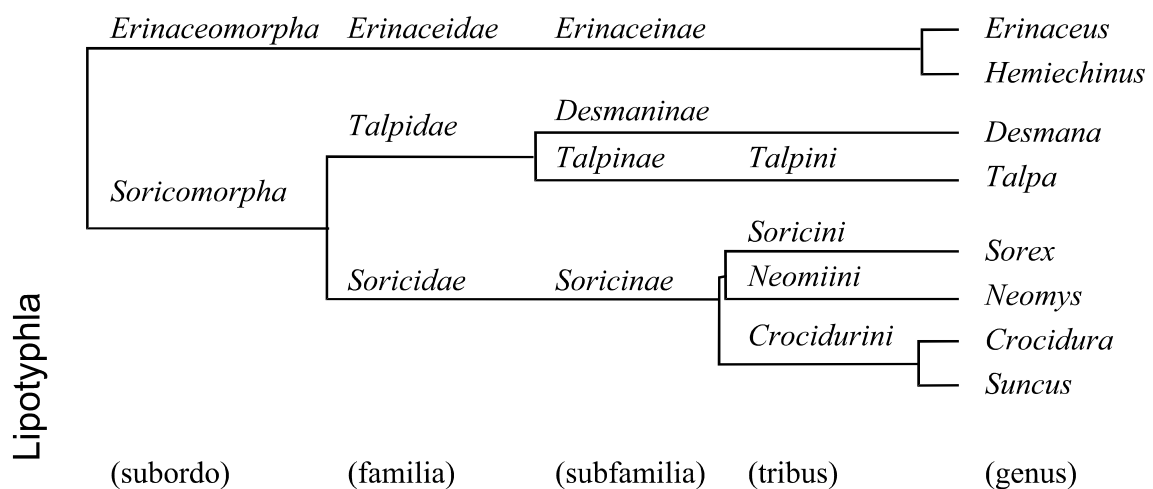 Erinaceomorpha Erinaceidae Erinaceinae Erinaceus
Hemiechinus
Desmaninae
Talpidae Desmana
Talpinae Talpini
Talpa
Soricomorpha
Soricini
Sorex
Soricidae Soricinae Neomiini
Neomys
Crocidurini Crocidura
Suncus
Lipotyphla
(subordo) (familia) (subfamilia) (tribus) (genus)